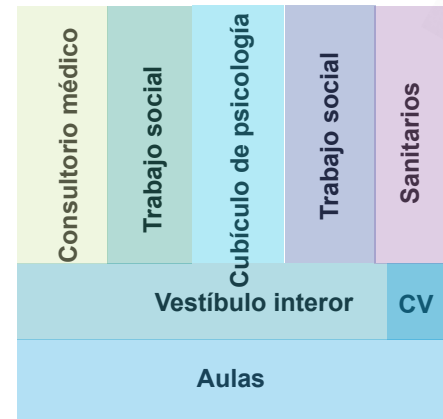 Consultorio médico
Trabajo social
Cubículo de psicología
Trabajo social
Sanitarios
Vestíbulo interor
CV
Aulas